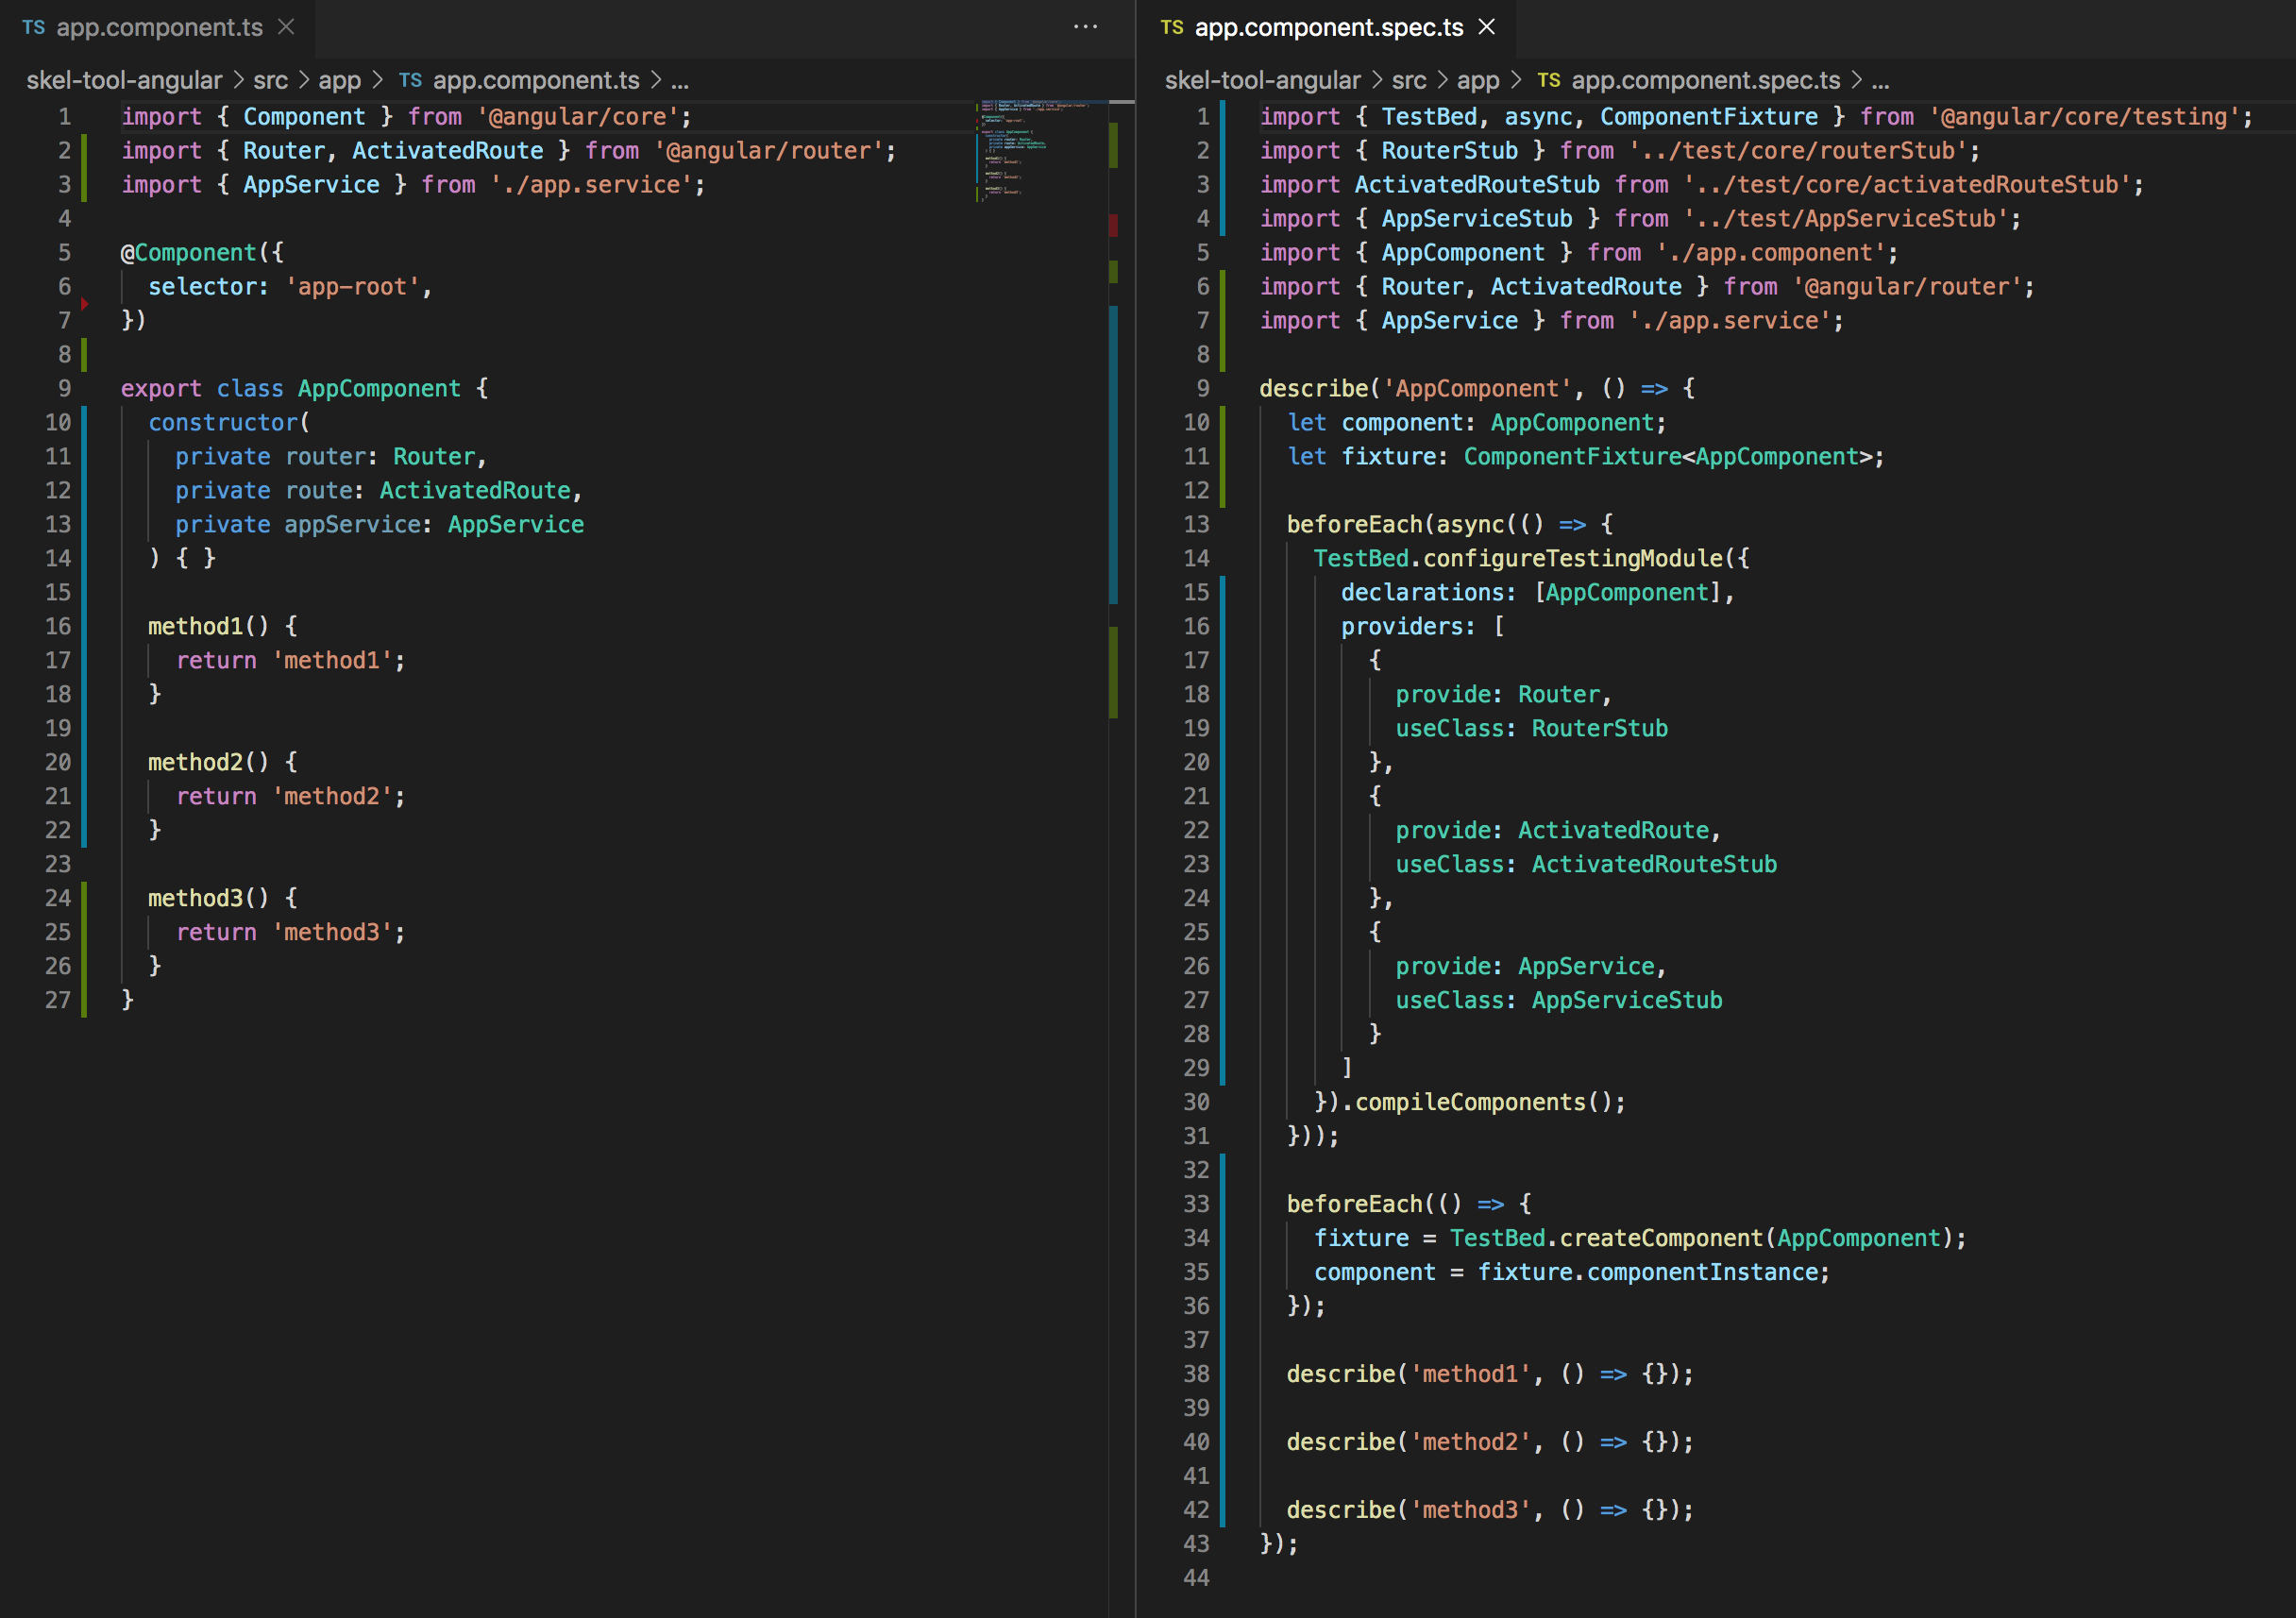 TS app.component.ts × ...
skel-tool-angular > src > app > TS app.component.ts > ...
1 import { Component } from '@angular/core';
2 import { Router, ActivatedRoute } from '@angular/router';
3 import { AppService } from './app.service';
4
5 @Component({
6   selector: 'app-root',
7 })
8
9 export class AppComponent {
10   constructor(
11     private router: Router,
12     private route: ActivatedRoute,
13     private appService: AppService
14   ) { }
15
16   method1() {
17     return 'method1';
18   }
19
20   method2() {
21     return 'method2';
22   }
23
24   method3() {
25     return 'method3';
26   }
27 }
TS app.component.spec.ts ×
skel-tool-angular > src > app > TS app.component.spec.ts > ...
1 import { TestBed, async, ComponentFixture } from '@angular/core/testing';
2 import { RouterStub } from '../test/core/routerStub';
3 import ActivatedRouteStub from '../test/core/activatedRouteStub';
4 import { AppServiceStub } from '../test/AppServiceStub';
5 import { AppComponent } from './app.component';
6 import { Router, ActivatedRoute } from '@angular/router';
7 import { AppService } from './app.service';
8
9 describe('AppComponent', () => {
10   let component: AppComponent;
11   let fixture: ComponentFixture<AppComponent>;
12
13   beforeEach(async(() => {
14     TestBed.configureTestingModule({
15       declarations: [AppComponent],
16       providers: [
17         {
18           provide: Router,
19           useClass: RouterStub
20         },
21         {
22           provide: ActivatedRoute,
23           useClass: ActivatedRouteStub
24         },
25         {
26           provide: AppService,
27           useClass: AppServiceStub
28         }
29       ]
30     }).compileComponents();
31   }));
32
33   beforeEach(() => {
34     fixture = TestBed.createComponent(AppComponent);
35     component = fixture.componentInstance;
36   });
37
38   describe('method1', () => {});
39
40   describe('method2', () => {});
41
42   describe('method3', () => {});
43 });
44